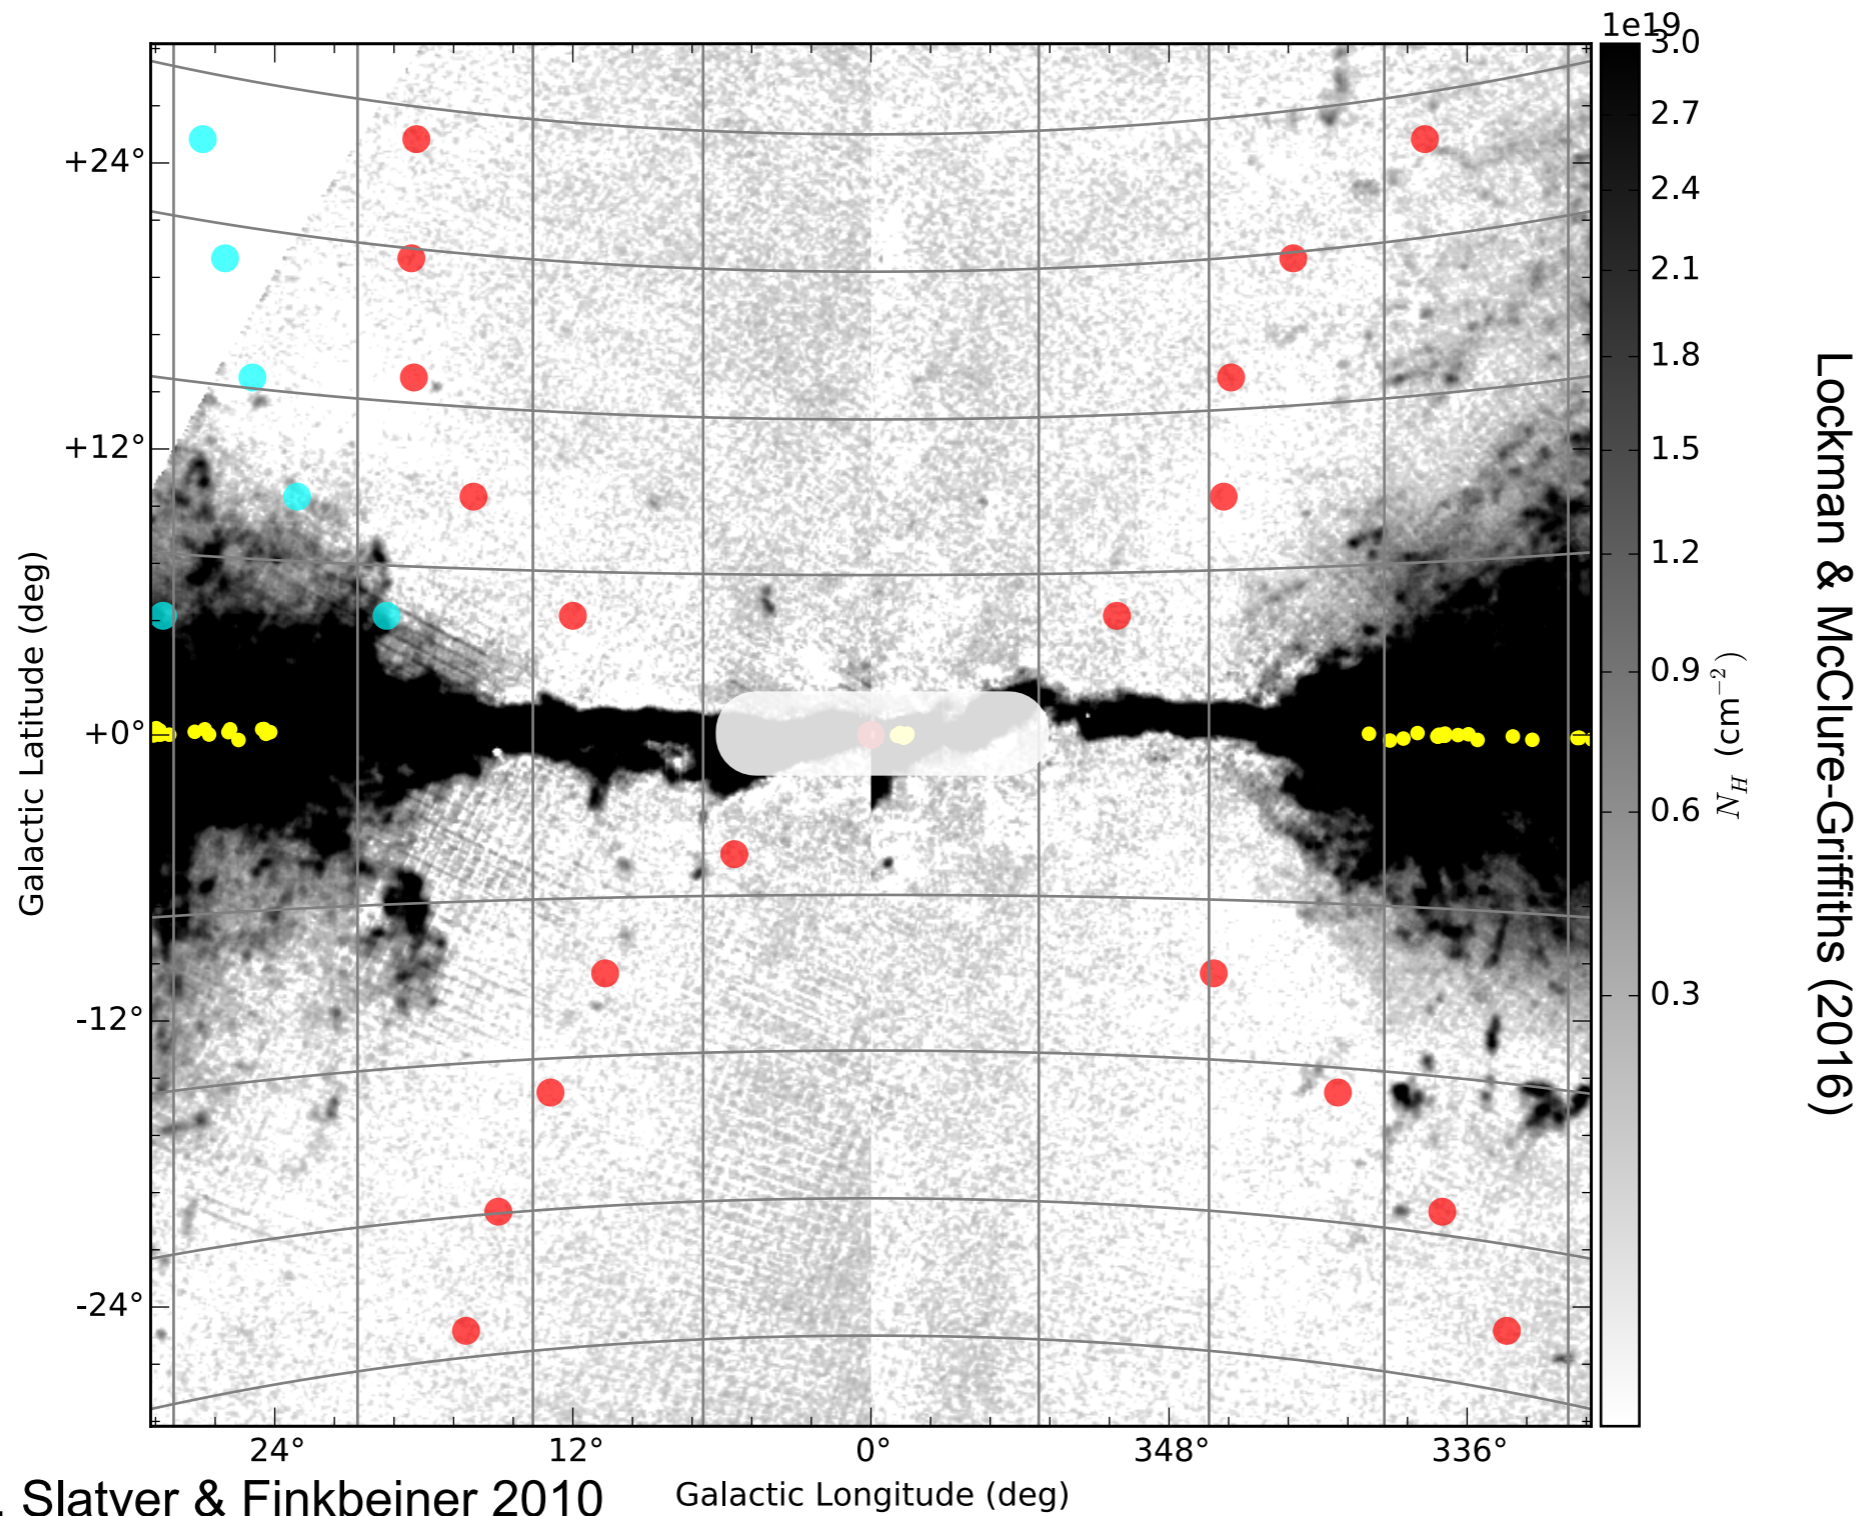 1e19
3.0
2.7
2.4
2.1
1.8
1.5
1.2
0.9
0.6
0.3
N_H (cm⁻²)
Lockman & McClure-Griffiths (2016)
+24°
+12°
+0°
-12°
-24°
Galactic Latitude (deg)
24° 12° 0° 348° 336°
Galactic Longitude (deg)
. Slatyer & Finkbeiner 2010